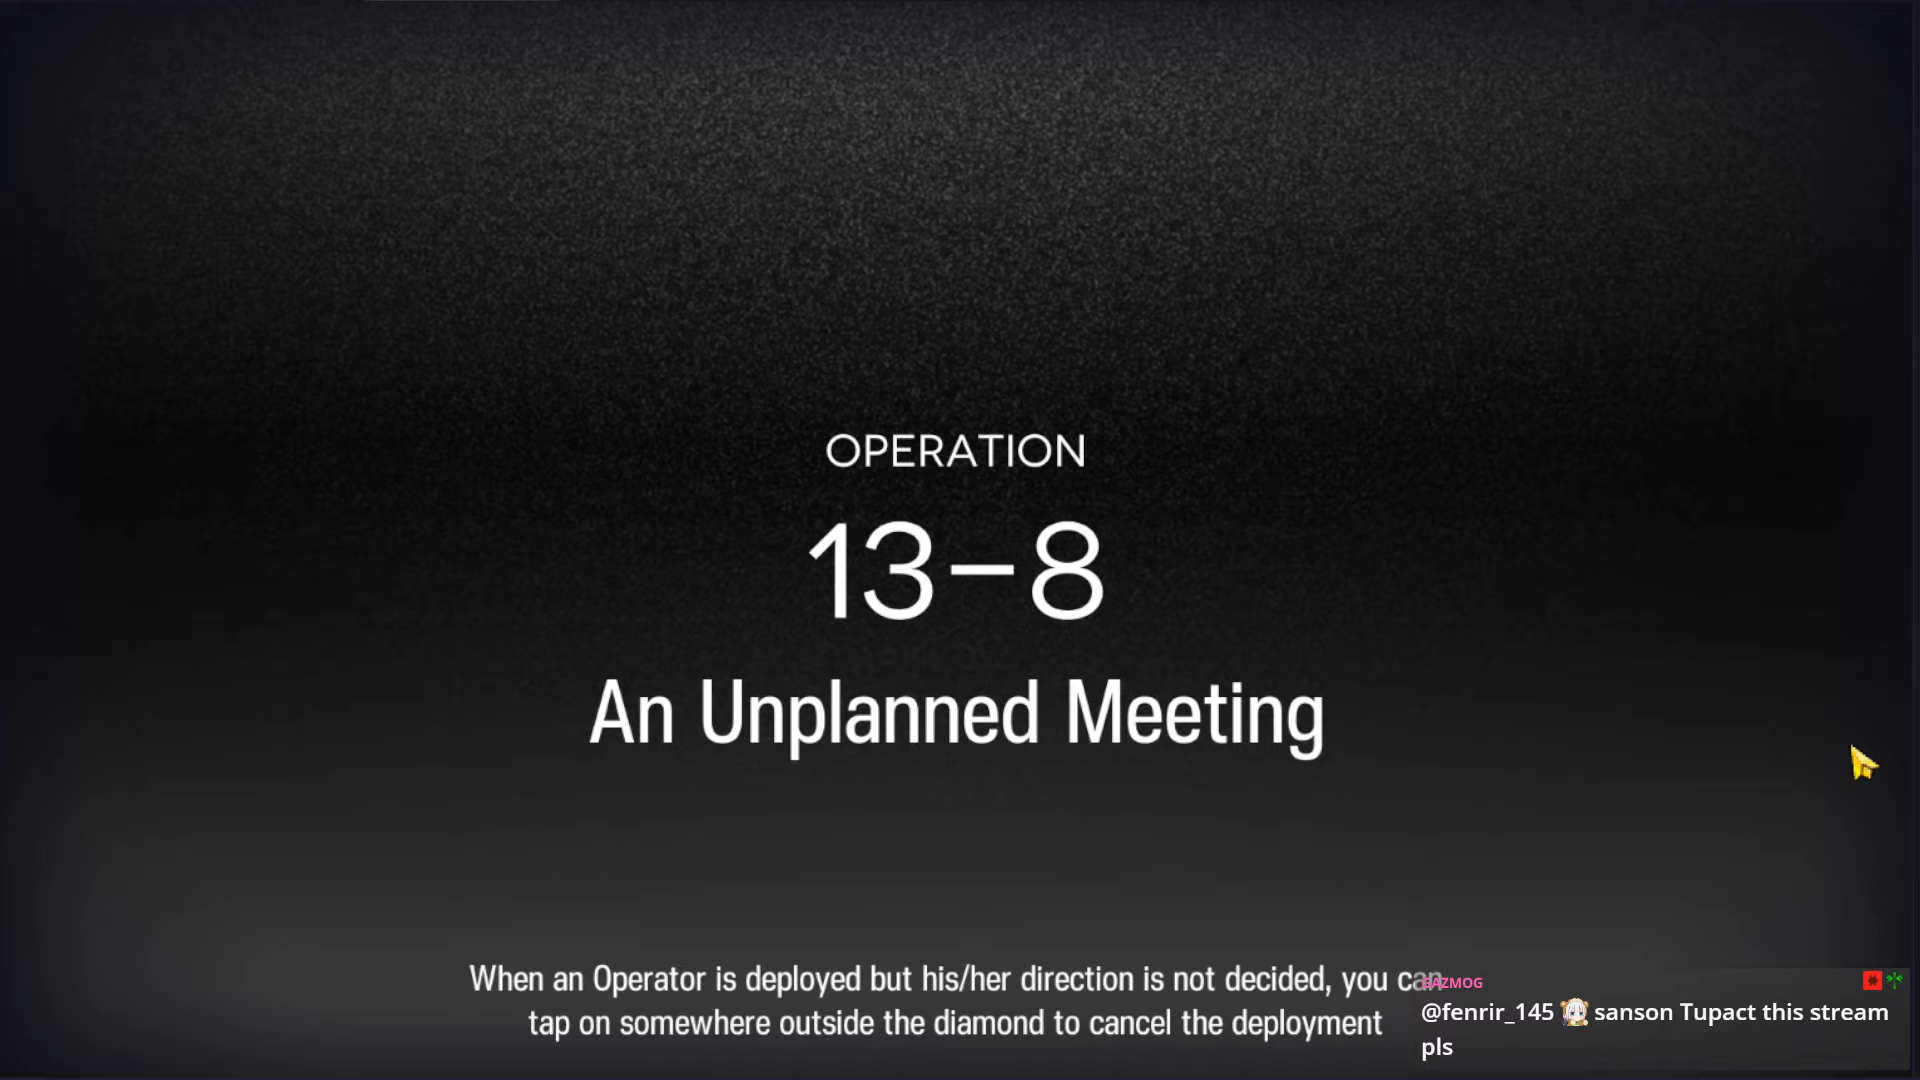 OPERATION
13-8
An Unplanned Meeting
When an Operator is deployed but his/her direction is not decided, you can
tap on somewhere outside the diamond to cancel the deployment
GAZMOG
@fenrir_145 sanson Tupact this stream
pls